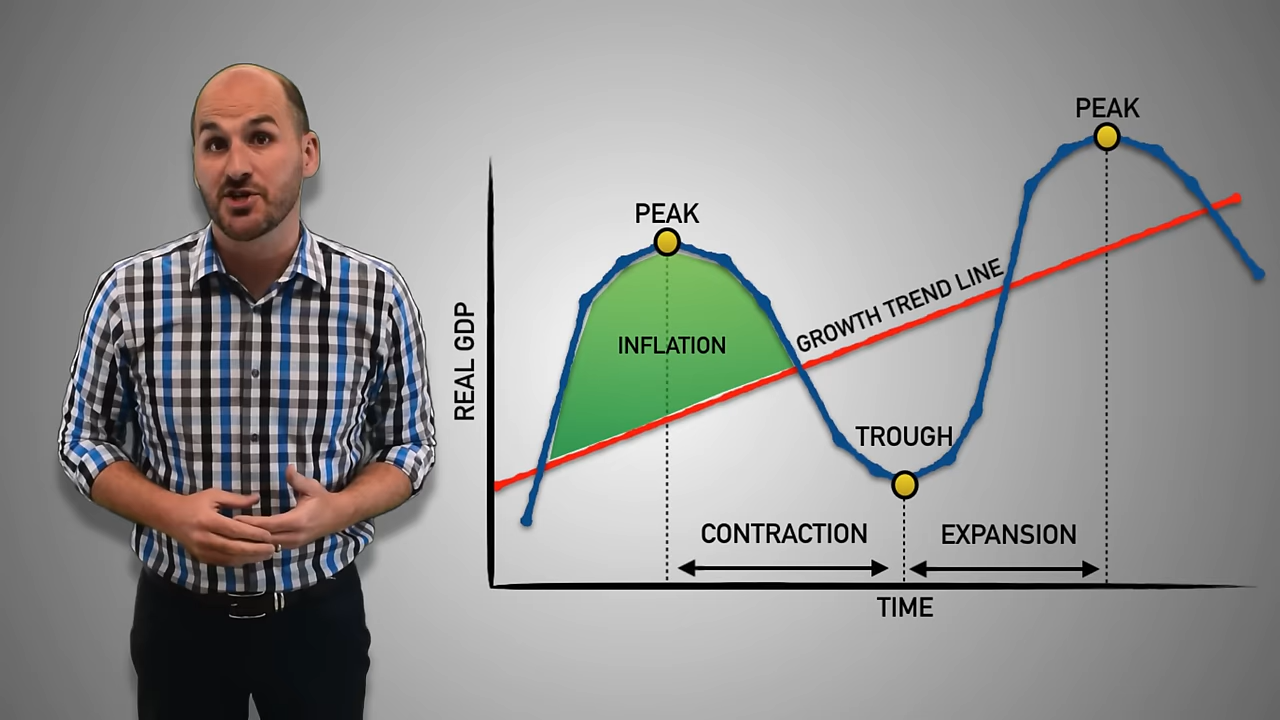 PEAK
PEAK
REAL GDP
INFLATION
GROWTH TREND LINE
TROUGH
CONTRACTION
EXPANSION
TIME